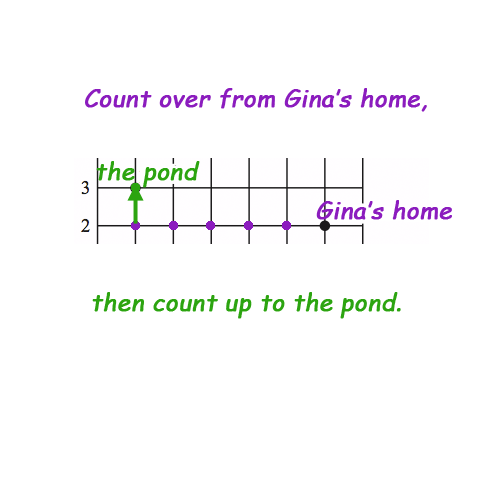 Count over from Gina's home,
the pond
3
Gina's home
2
then count up to the pond.